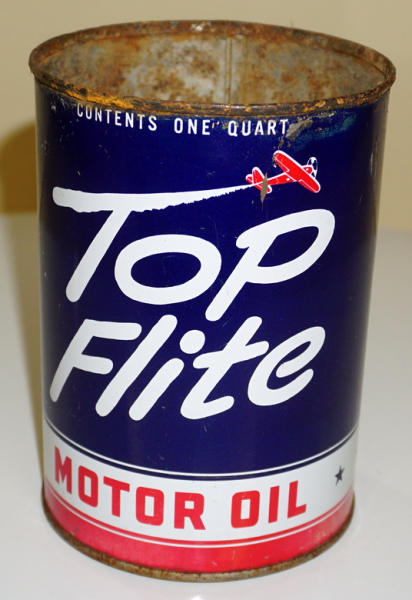 CONTENTS ONE QUART
Top
Flite
MOTOR OIL